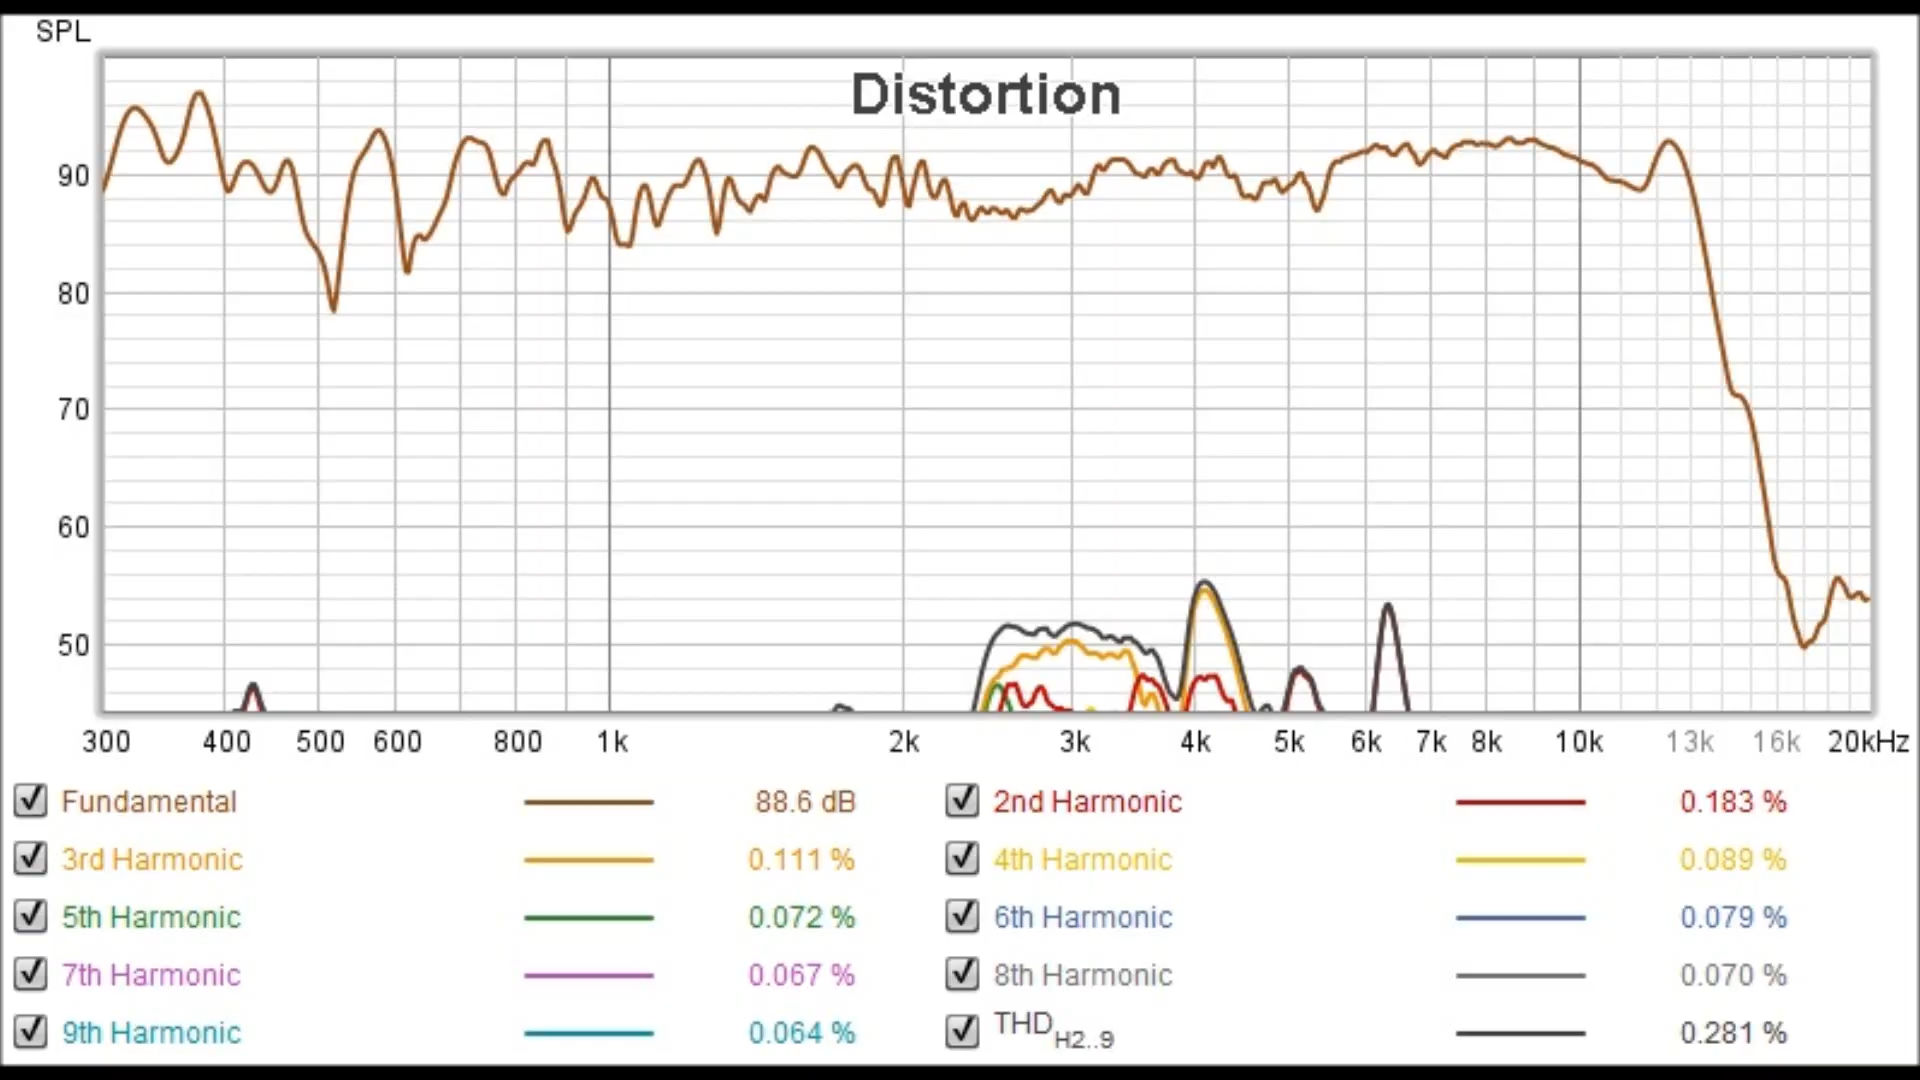 SPL
Distortion
90
80
70
60
50
300 400 500 600 800 1k 2k 3k 4k 5k 6k 7k 8k 10k 13k 16k 20kHz
Fundamental 88.6 dB 2nd Harmonic 0.183 %
3rd Harmonic 0.111 % 4th Harmonic 0.089 %
5th Harmonic 0.072 % 6th Harmonic 0.079 %
7th Harmonic 0.067 % 8th Harmonic 0.070 %
9th Harmonic 0.064 % THD H2..9 0.281 %